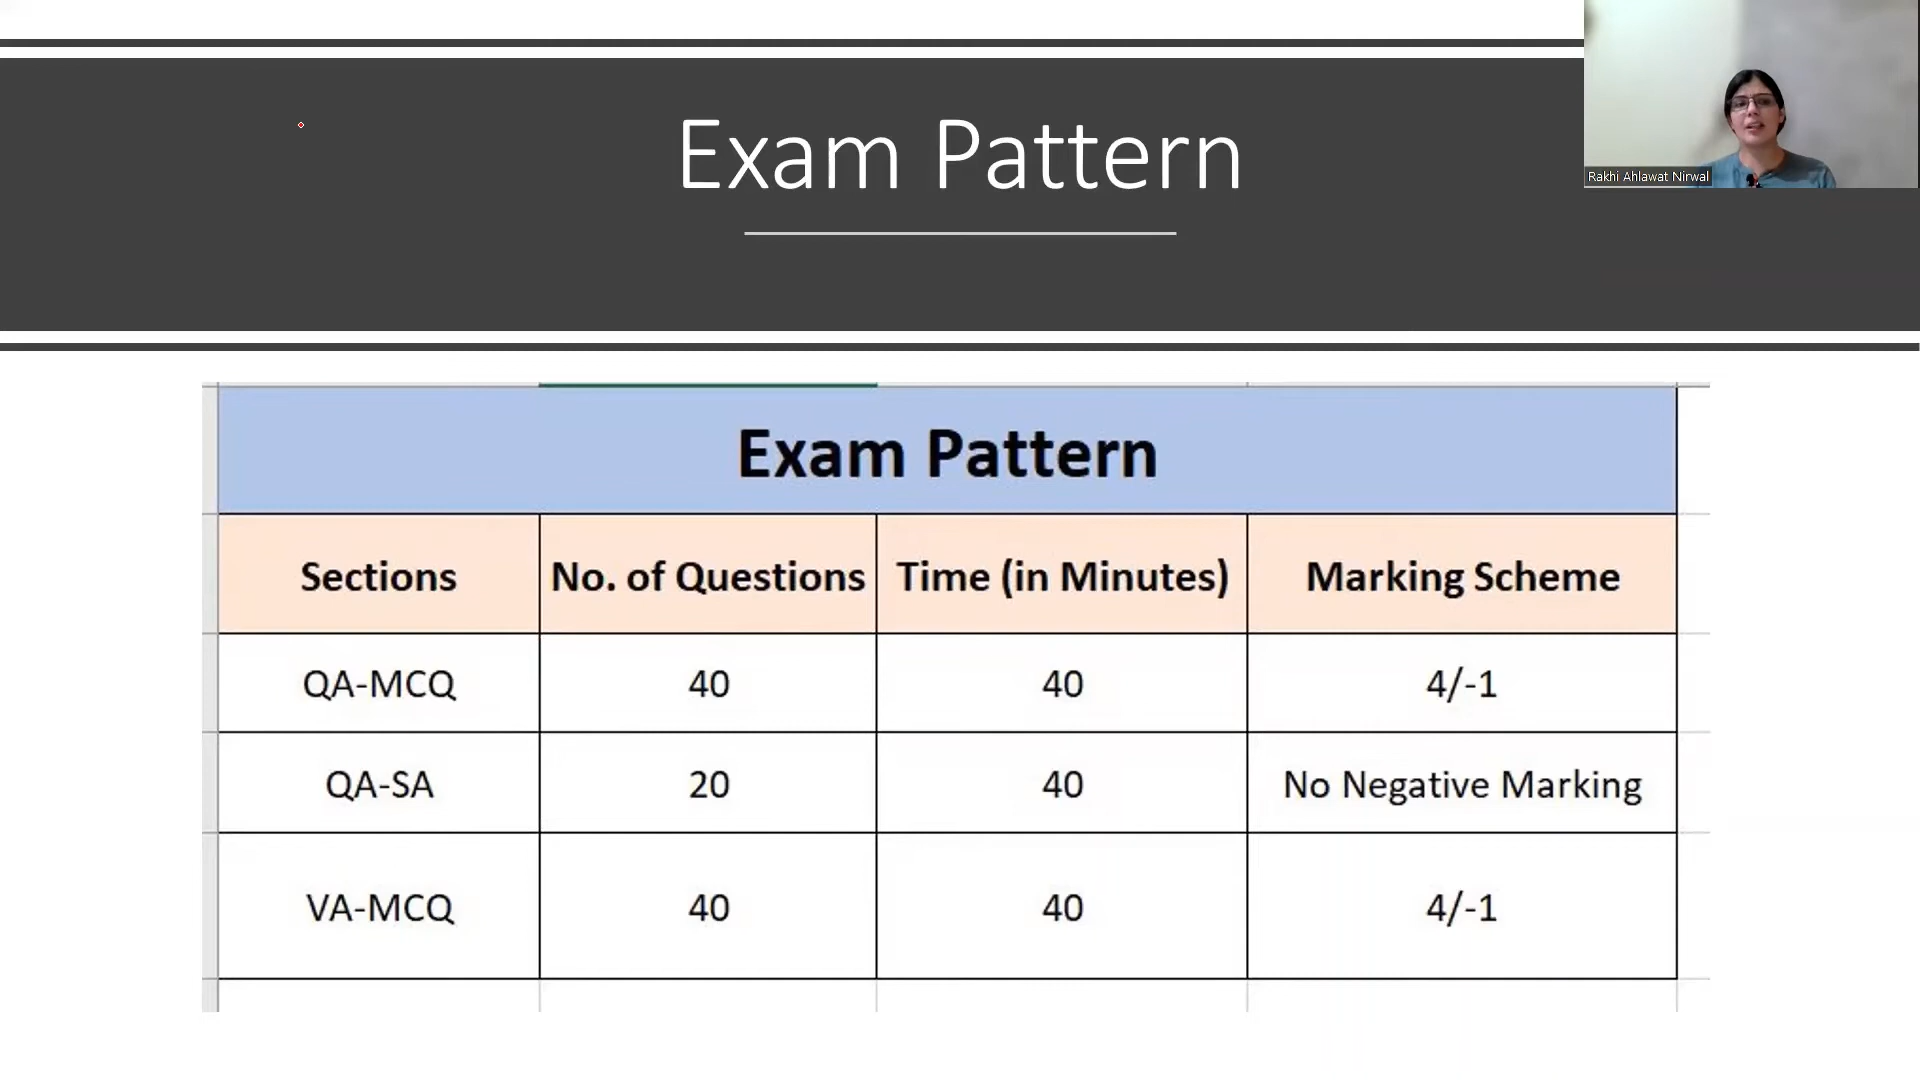 Exam Pattern
Rakhi Ahlawat Nirwal
Exam Pattern
Sections No. of Questions Time (in Minutes) Marking Scheme
QA-MCQ 40 40 4/-1
QA-SA 20 40 No Negative Marking
VA-MCQ 40 40 4/-1